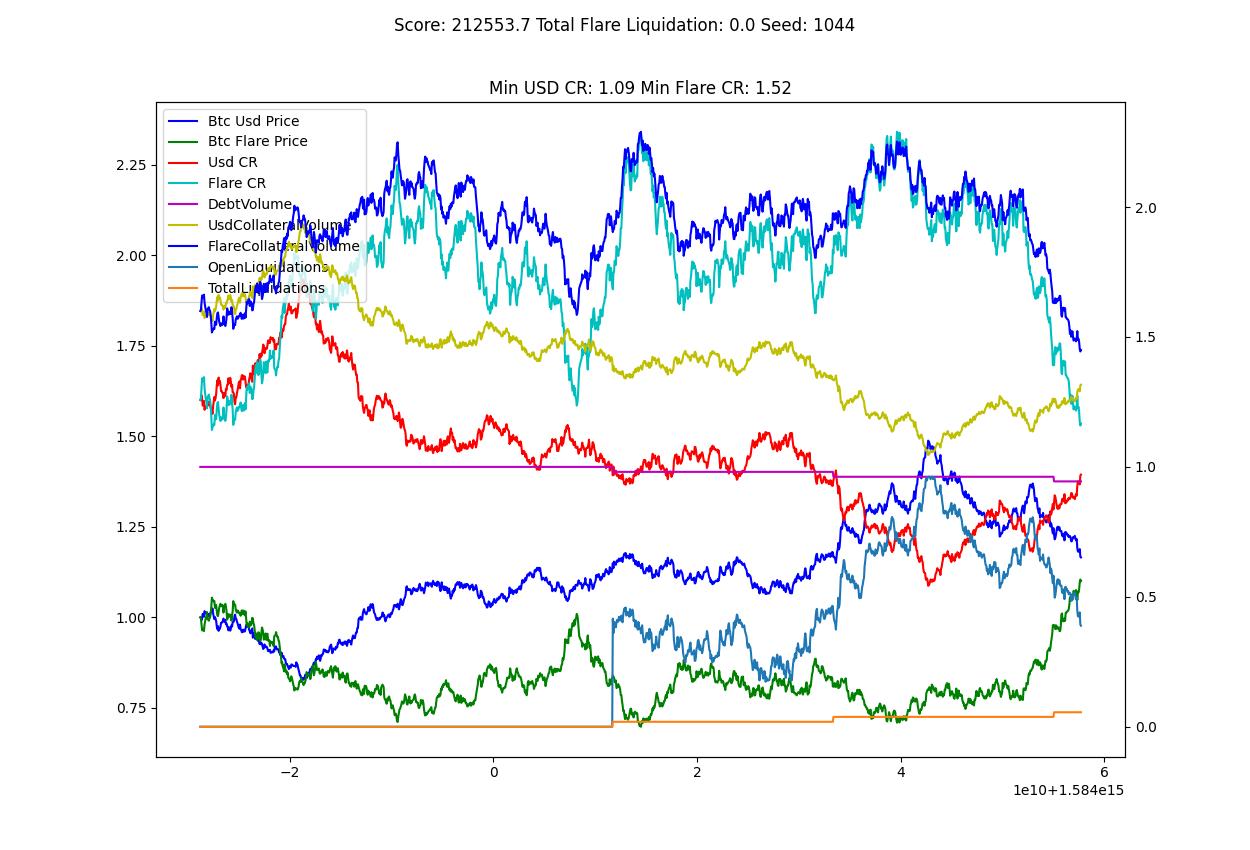 Score: 212553.7 Total Flare Liquidation: 0.0 Seed: 1044
Min USD CR: 1.09 Min Flare CR: 1.52
Btc Usd Price
Btc Flare Price
Usd CR
Flare CR
DebtVolume
UsdCollateralVolume
FlareCollateralVolume
OpenLiquidations
TotalLiquidations
2.25
2.00
1.75
1.50
1.25
1.00
0.75
2.0
1.5
1.0
0.5
0.0
−2
0
2
4
6
1e10+1.584e15